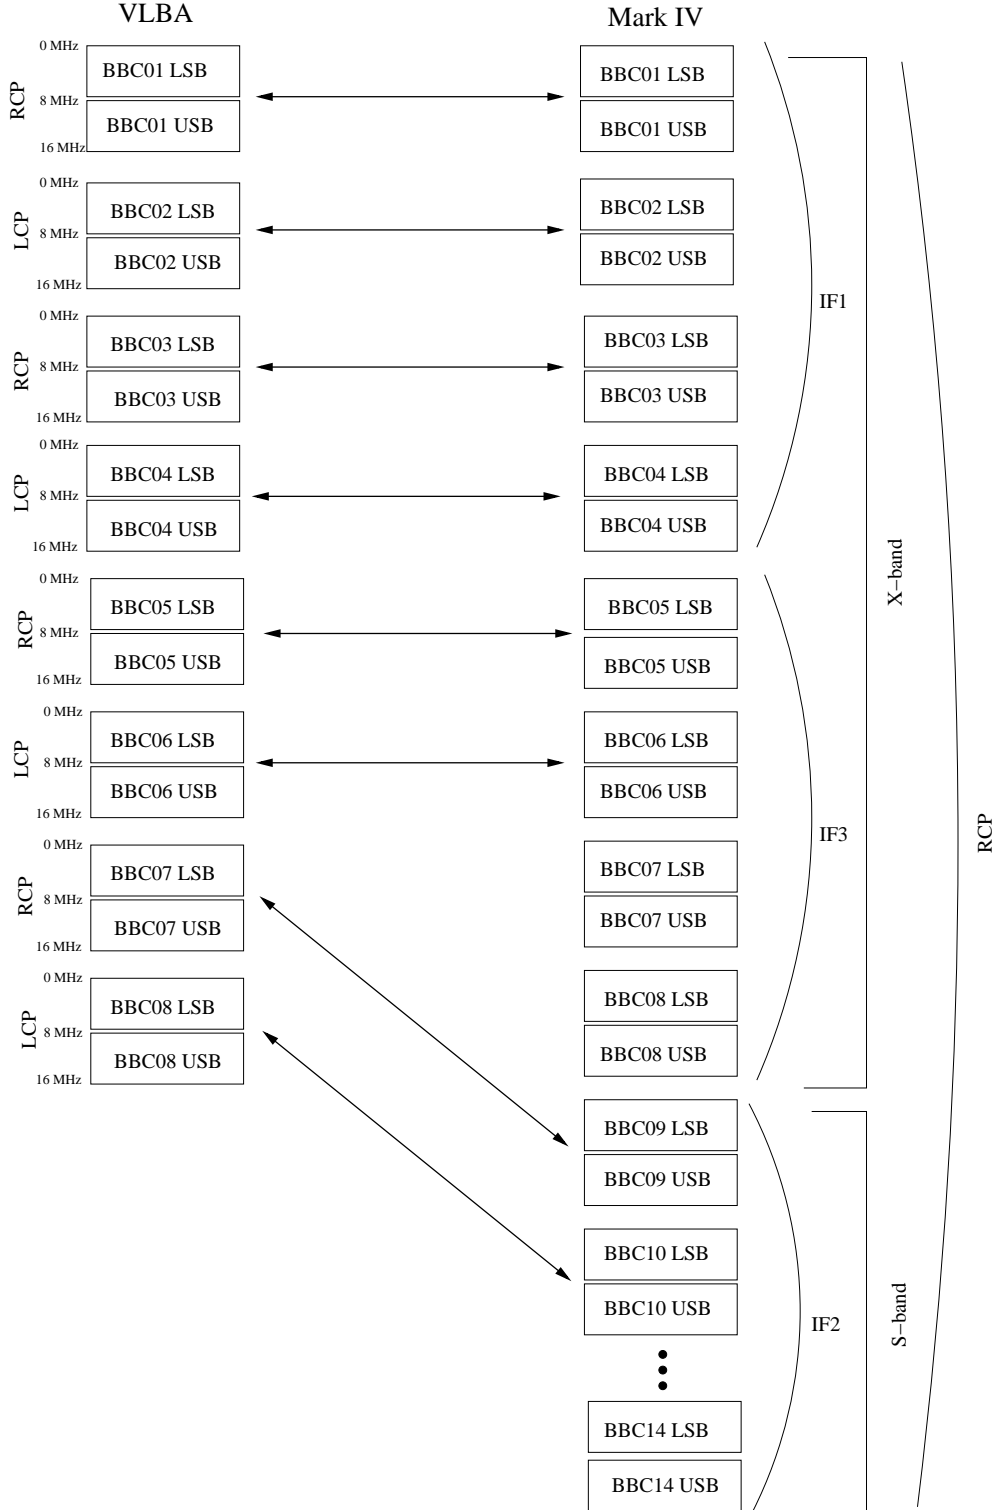 VLBA
Mark IV
0 MHz
BBC01 LSB
RCP
8 MHz
BBC01 USB
16 MHz
BBC01 LSB
BBC01 USB
0 MHz
BBC02 LSB
LCP
8 MHz
BBC02 USB
16 MHz
BBC02 LSB
BBC02 USB
0 MHz
BBC03 LSB
RCP
8 MHz
BBC03 USB
16 MHz
BBC03 LSB
BBC03 USB
0 MHz
BBC04 LSB
LCP
8 MHz
BBC04 USB
16 MHz
BBC04 LSB
BBC04 USB
IF1
0 MHz
BBC05 LSB
RCP
8 MHz
BBC05 USB
16 MHz
BBC05 LSB
BBC05 USB
0 MHz
BBC06 LSB
LCP
8 MHz
BBC06 USB
16 MHz
BBC06 LSB
BBC06 USB
0 MHz
BBC07 LSB
RCP
8 MHz
BBC07 USB
16 MHz
BBC07 LSB
BBC07 USB
0 MHz
BBC08 LSB
LCP
8 MHz
BBC08 USB
16 MHz
BBC08 LSB
BBC08 USB
IF3
X-band
BBC09 LSB
BBC09 USB
BBC10 LSB
BBC10 USB
BBC14 LSB
BBC14 USB
IF2
S-band
RCP